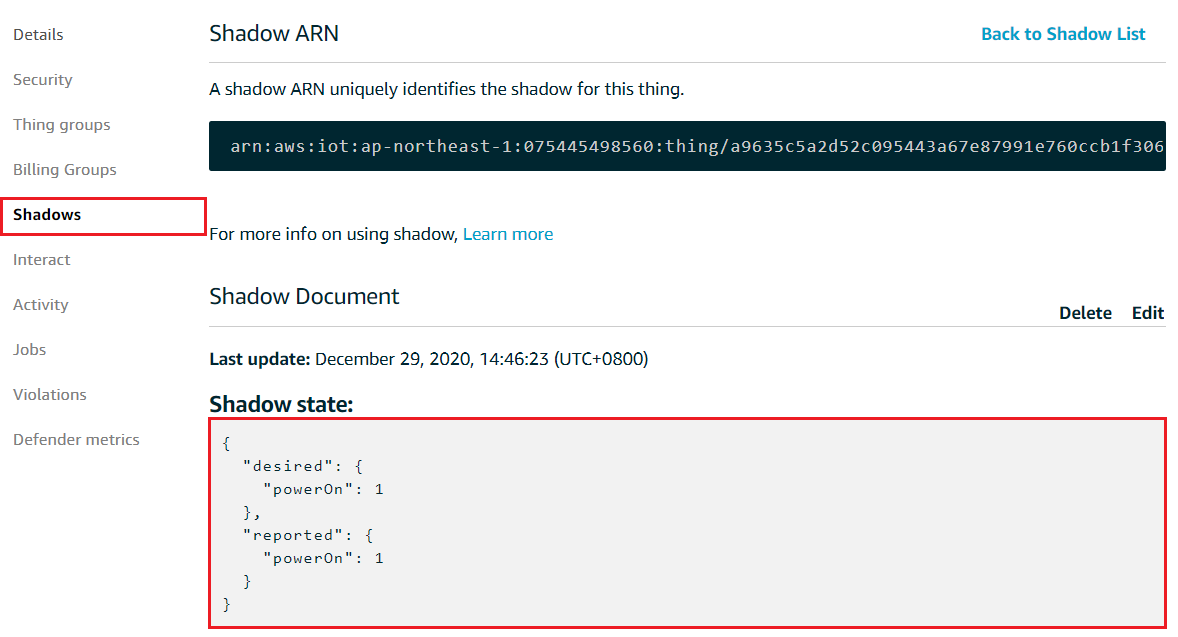 Details
Security
Thing groups
Billing Groups
Shadows
Interact
Activity
Jobs
Violations
Defender metrics
Shadow ARN
Back to Shadow List
A shadow ARN uniquely identifies the shadow for this thing.
arn:aws:iot:ap-northeast-1:075445498560:thing/a9635c5a2d52c095443a67e87991e760ccb1f306
For more info on using shadow, Learn more
Shadow Document
Delete Edit
Last update: December 29, 2020, 14:46:23 (UTC+0800)
Shadow state:
{
  "desired": {
    "powerOn": 1
  },
  "reported": {
    "powerOn": 1
  }
}